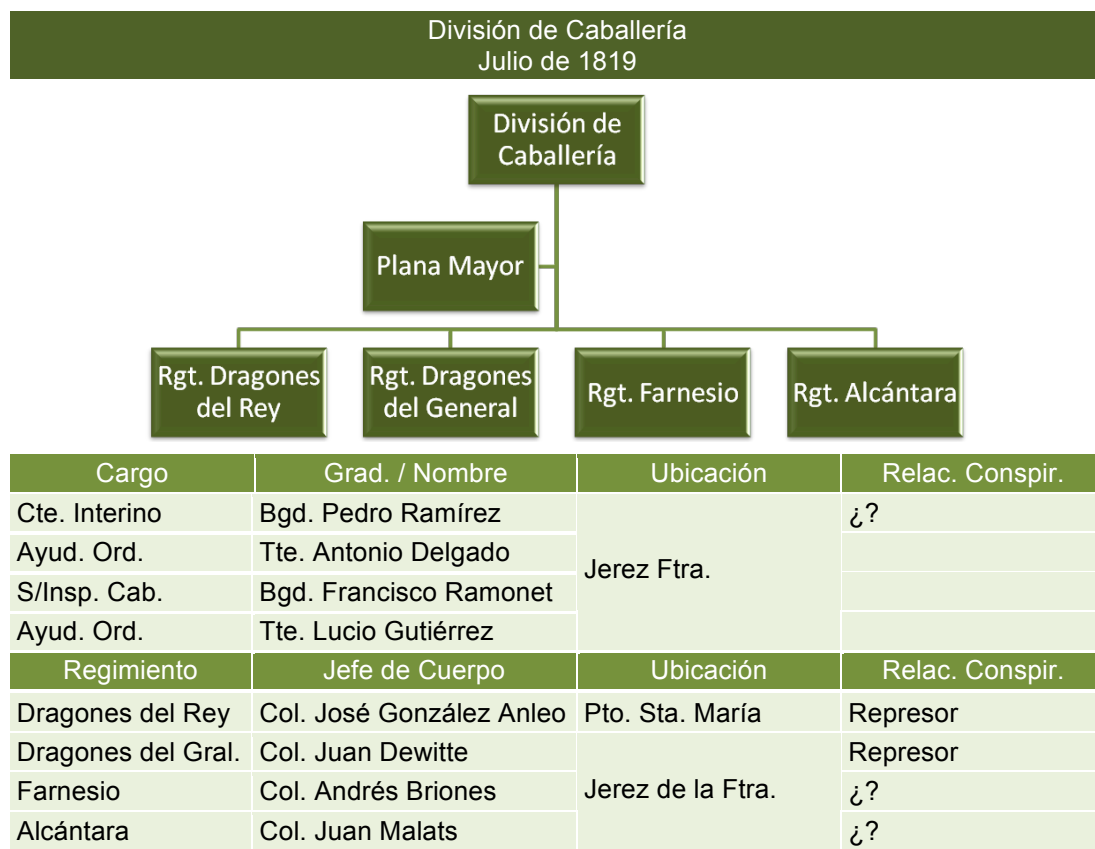 División de Caballería
Julio de 1819
División de
Caballería
Plana Mayor
Rgt. Dragones
del Rey
Rgt. Dragones
del General
Rgt. Farnesio
Rgt. Alcántara
Cargo Grad. / Nombre Ubicación Relac. Conspir.
Cte. Interino Bgd. Pedro Ramírez ¿?
Ayud. Ord. Tte. Antonio Delgado
Jerez Ftra.
S/Insp. Cab. Bgd. Francisco Ramonet
Ayud. Ord. Tte. Lucio Gutiérrez
Regimiento Jefe de Cuerpo Ubicación Relac. Conspir.
Dragones del Rey Col. José González Anleo Pto. Sta. María Represor
Dragones del Gral. Col. Juan Dewitte Represor
Farnesio Col. Andrés Briones Jerez de la Ftra. ¿?
Alcántara Col. Juan Malats ¿?